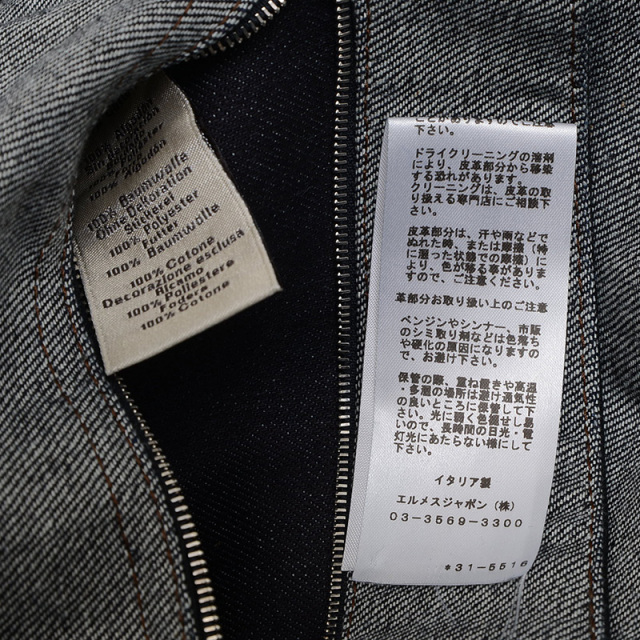 100% Baumwolle
Ohne Dekoration
Stickerei
100% Polyester
Futter
100% Baumwolle
100% Cotone
Decorazione esclusa
Ricamo
100% Poliestere
Fodera
100% Cotone
下さい。
ドライクリーニングの溶剤
により、皮革部分から移染
する恐れがあります。
クリーニングは、皮革の取
り扱える専門店にご相談下
さい。
皮革部分は、汗や雨などで
ぬれた時、または摩擦（特
に湿った状態での摩擦）に
より、色が移る事がありま
すので、ご注意ください。
革部分お取り扱い上のご注意
ベンジンやシンナー、市販
のシミ取り剤などは色落ち
や硬化の原因になりますの
で、お避け下さい。
保管の際、重ね置きや高温
・多湿の場所は避け通気性
の良いところに保管して下
さい。光に弱く色褪せし易
いので、長時間の日光・電
灯光にあたらない様にして
下さい。
イタリア製
エルメスジャポン（株）
03-3569-3300
*31-5516